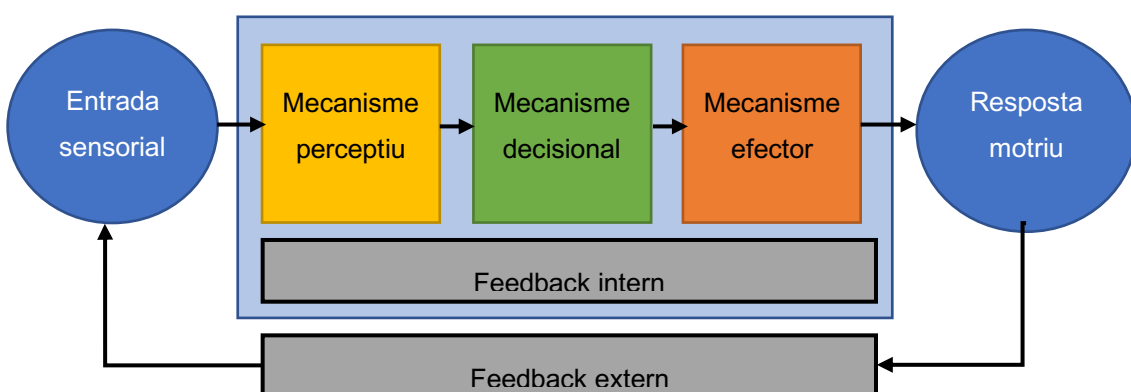 Entrada
sensorial
Mecanisme
perceptiu
Mecanisme
decisional
Mecanisme
efector
Resposta
motriu
Feedback intern
Feedback extern